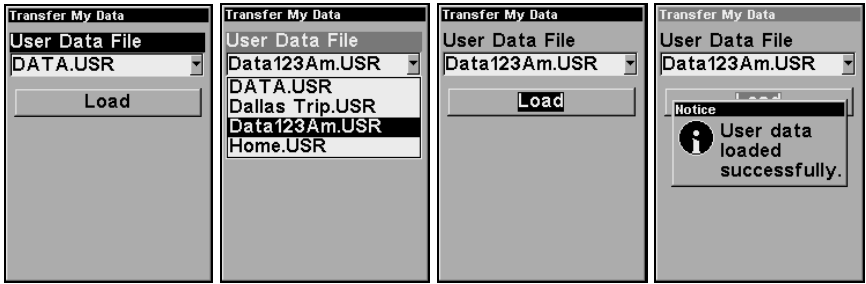 Transfer My Data
User Data File
DATA.USR
Load
Transfer My Data
User Data File
Data123Am.USR
DATA.USR
Dallas Trip.USR
Data123Am.USR
Home.USR
Transfer My Data
User Data File
Data123Am.USR
Load
Transfer My Data
User Data File
Data123Am.USR
Notice
User data
loaded
successfully.